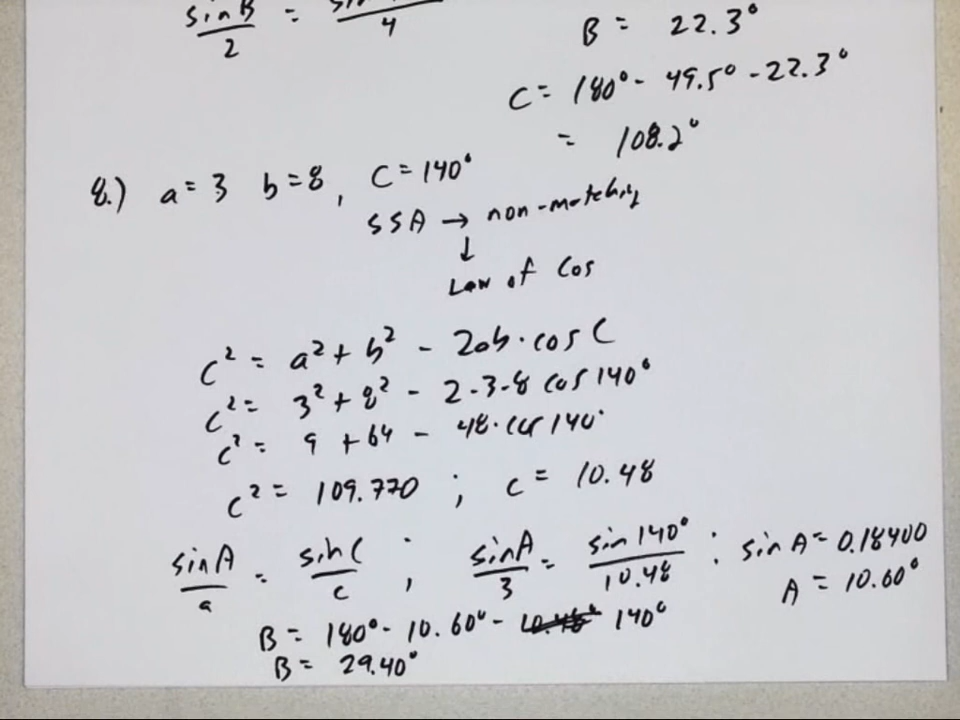 sin B / 2 = / 4
B = 22.3°
C = 180° - 49.5° - 22.3°
= 108.2°
8.) a = 3 b = 8, C = 140°
SSA → non-matching
↓
Law of Cos
c² = a² + b² - 2ab · cos C
c² = 3² + 8² - 2 · 3 · 8 cos 140°
c² = 9 + 64 - 48 · cos 140°
c² = 109.770 ; c = 10.48
sin A / a = sin C / c ; sin A / 3 = sin 140° / 10.48 ; sin A = 0.18400
A = 10.60°
B = 180° - 10.60° - 140°
B = 29.40°